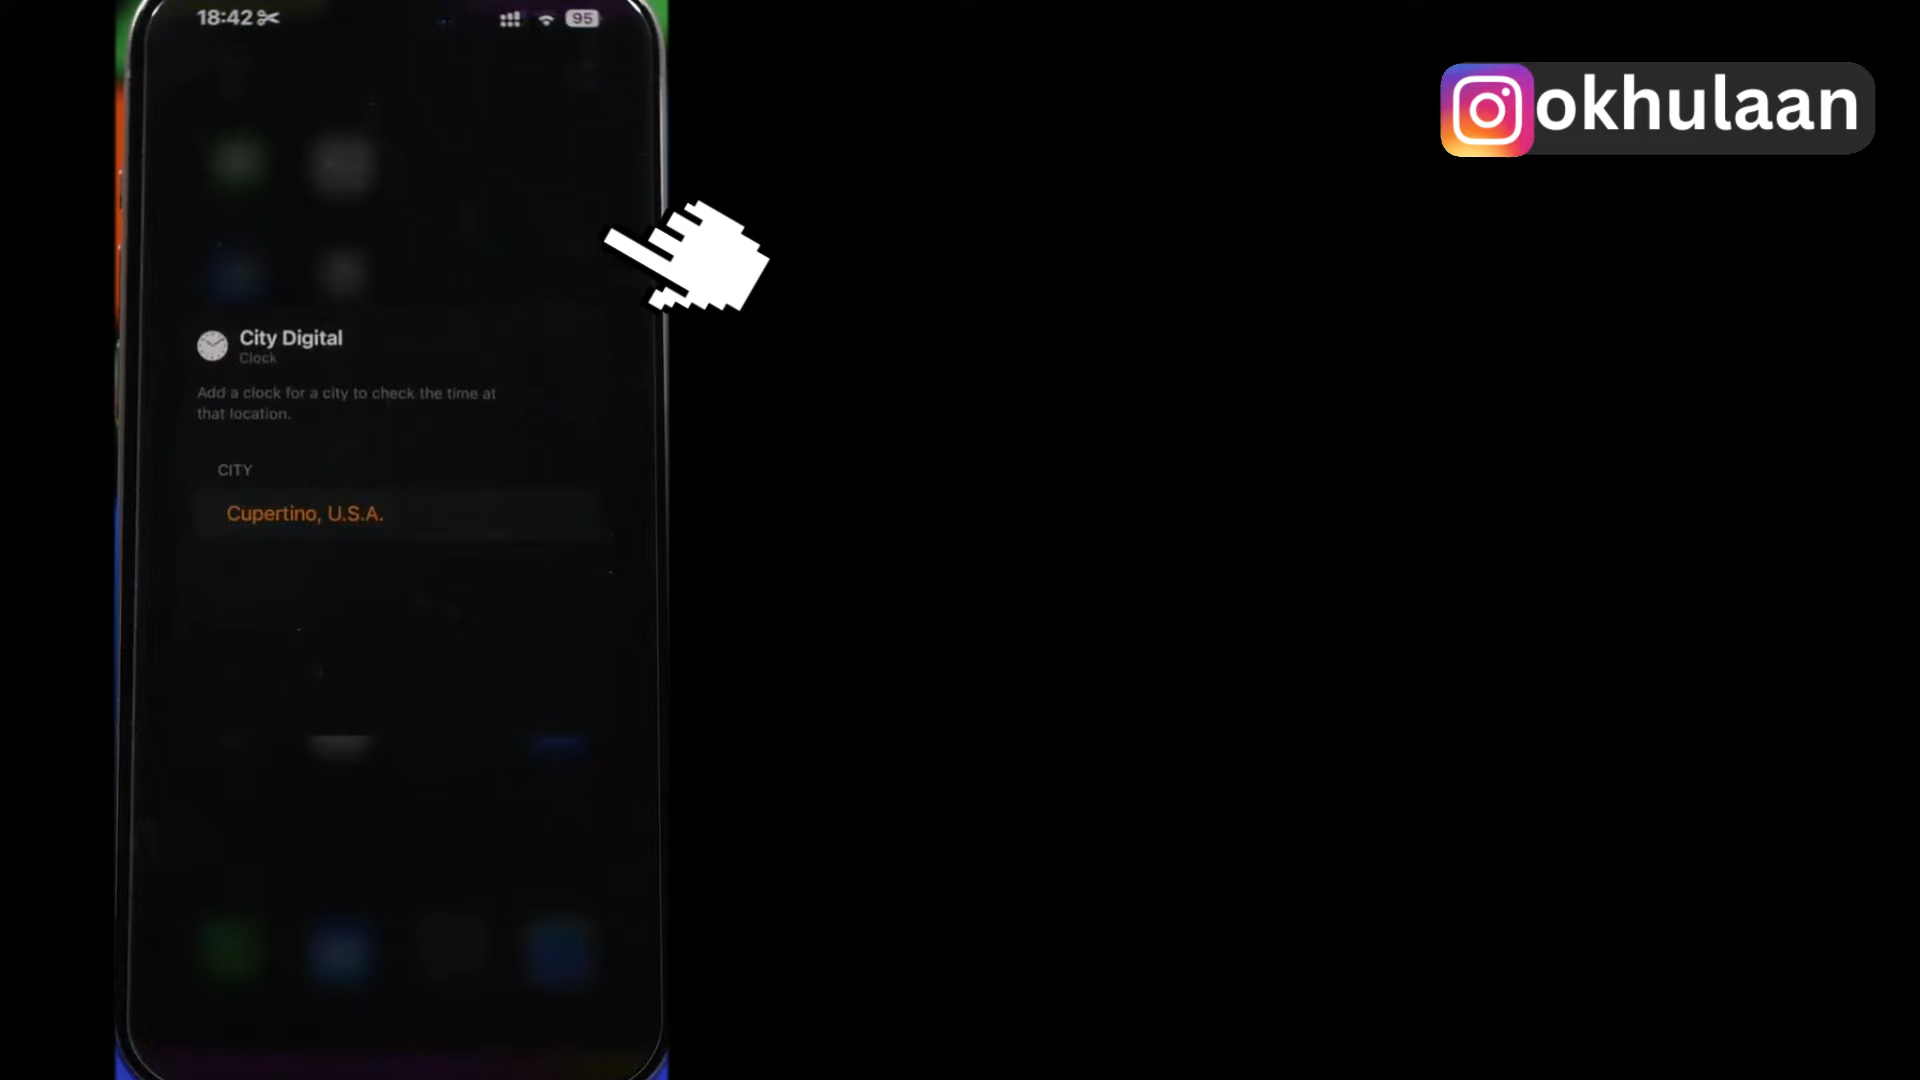 18:42
95
okhulaan
City Digital
Clock
Add a clock for a city to check the time at
that location.
CITY
Cupertino, U.S.A.